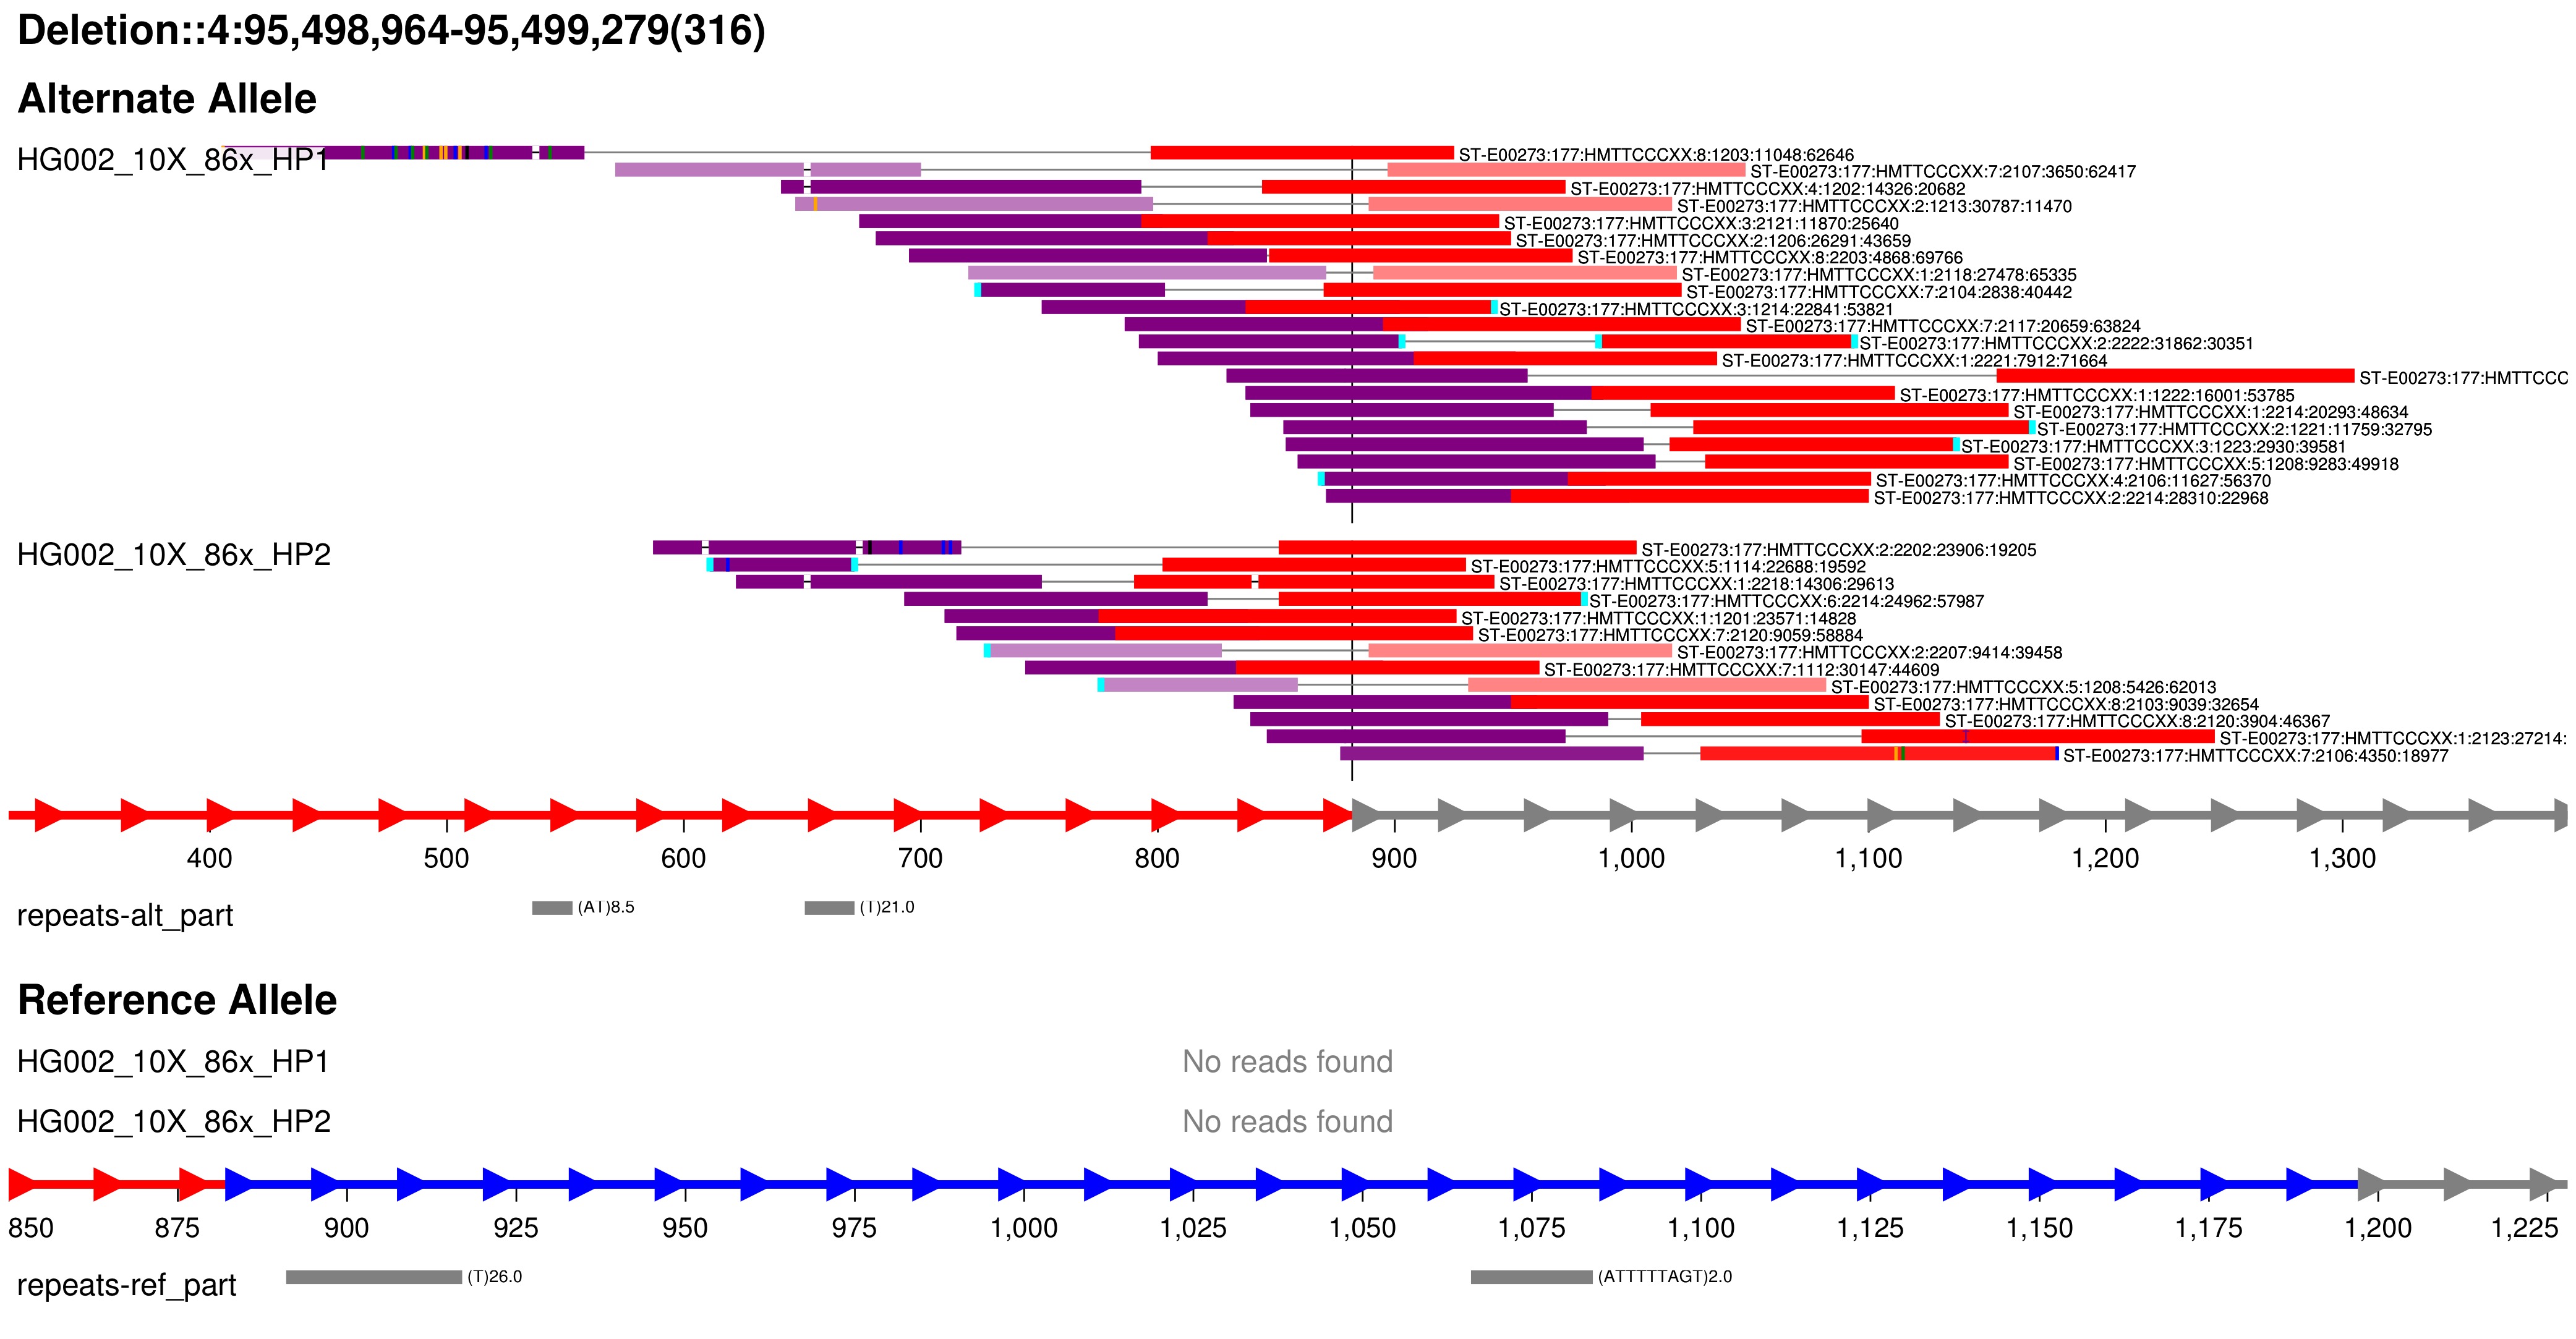 Deletion::4:95,498,964-95,499,279(316)
Alternate Allele
HG002_10X_86x_HP1
ST-E00273:177:HMTTCCCXX:8:1203:11048:62646
ST-E00273:177:HMTTCCCXX:7:2107:3650:62417
ST-E00273:177:HMTTCCCXX:4:1202:14326:20682
ST-E00273:177:HMTTCCCXX:2:1213:30787:11470
ST-E00273:177:HMTTCCCXX:3:2121:11870:25640
ST-E00273:177:HMTTCCCXX:2:1206:26291:43659
ST-E00273:177:HMTTCCCXX:8:2203:4868:69766
ST-E00273:177:HMTTCCCXX:1:2118:27478:65335
ST-E00273:177:HMTTCCCXX:7:2104:2838:40442
ST-E00273:177:HMTTCCCXX:3:1214:22841:53821
ST-E00273:177:HMTTCCCXX:7:2117:20659:63824
ST-E00273:177:HMTTCCCXX:2:2222:31862:30351
ST-E00273:177:HMTTCCCXX:1:2221:7912:71664
ST-E00273:177:HMTTCCC
ST-E00273:177:HMTTCCCXX:1:1222:16001:53785
ST-E00273:177:HMTTCCCXX:1:2214:20293:48634
ST-E00273:177:HMTTCCCXX:2:1221:11759:32795
ST-E00273:177:HMTTCCCXX:3:1223:2930:39581
ST-E00273:177:HMTTCCCXX:5:1208:9283:49918
ST-E00273:177:HMTTCCCXX:4:2106:11627:56370
ST-E00273:177:HMTTCCCXX:2:2214:28310:22968
HG002_10X_86x_HP2
ST-E00273:177:HMTTCCCXX:2:2202:23906:19205
ST-E00273:177:HMTTCCCXX:5:1114:22688:19592
ST-E00273:177:HMTTCCCXX:1:2218:14306:29613
ST-E00273:177:HMTTCCCXX:6:2214:24962:57987
ST-E00273:177:HMTTCCCXX:1:1201:23571:14828
ST-E00273:177:HMTTCCCXX:7:2120:9059:58884
ST-E00273:177:HMTTCCCXX:2:2207:9414:39458
ST-E00273:177:HMTTCCCXX:7:1112:30147:44609
ST-E00273:177:HMTTCCCXX:5:1208:5426:62013
ST-E00273:177:HMTTCCCXX:8:2103:9039:32654
ST-E00273:177:HMTTCCCXX:8:2120:3904:46367
ST-E00273:177:HMTTCCCXX:1:2123:27214:
ST-E00273:177:HMTTCCCXX:7:2106:4350:18977
400 500 600 700 800 900 1,000 1,100 1,200 1,300
repeats-alt_part (AT)8.5 (T)21.0
Reference Allele
HG002_10X_86x_HP1 No reads found
HG002_10X_86x_HP2 No reads found
850 875 900 925 950 975 1,000 1,025 1,050 1,075 1,100 1,125 1,150 1,175 1,200 1,225
repeats-ref_part (T)26.0 (ATTTTTAGT)2.0